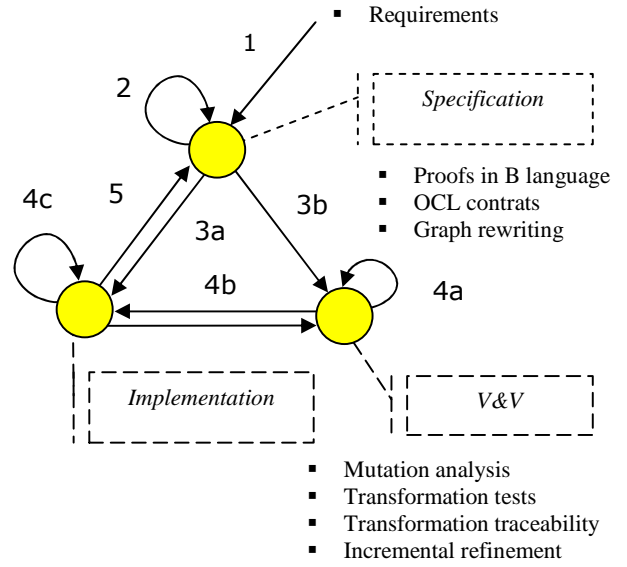 ▪ Requirements
1
2
Specification
▪ Proofs in B language
▪ OCL contrats
▪ Graph rewriting
4c
5
3a
3b
4b
4a
Implementation
V&V
▪ Mutation analysis
▪ Transformation tests
▪ Transformation traceability
▪ Incremental refinement